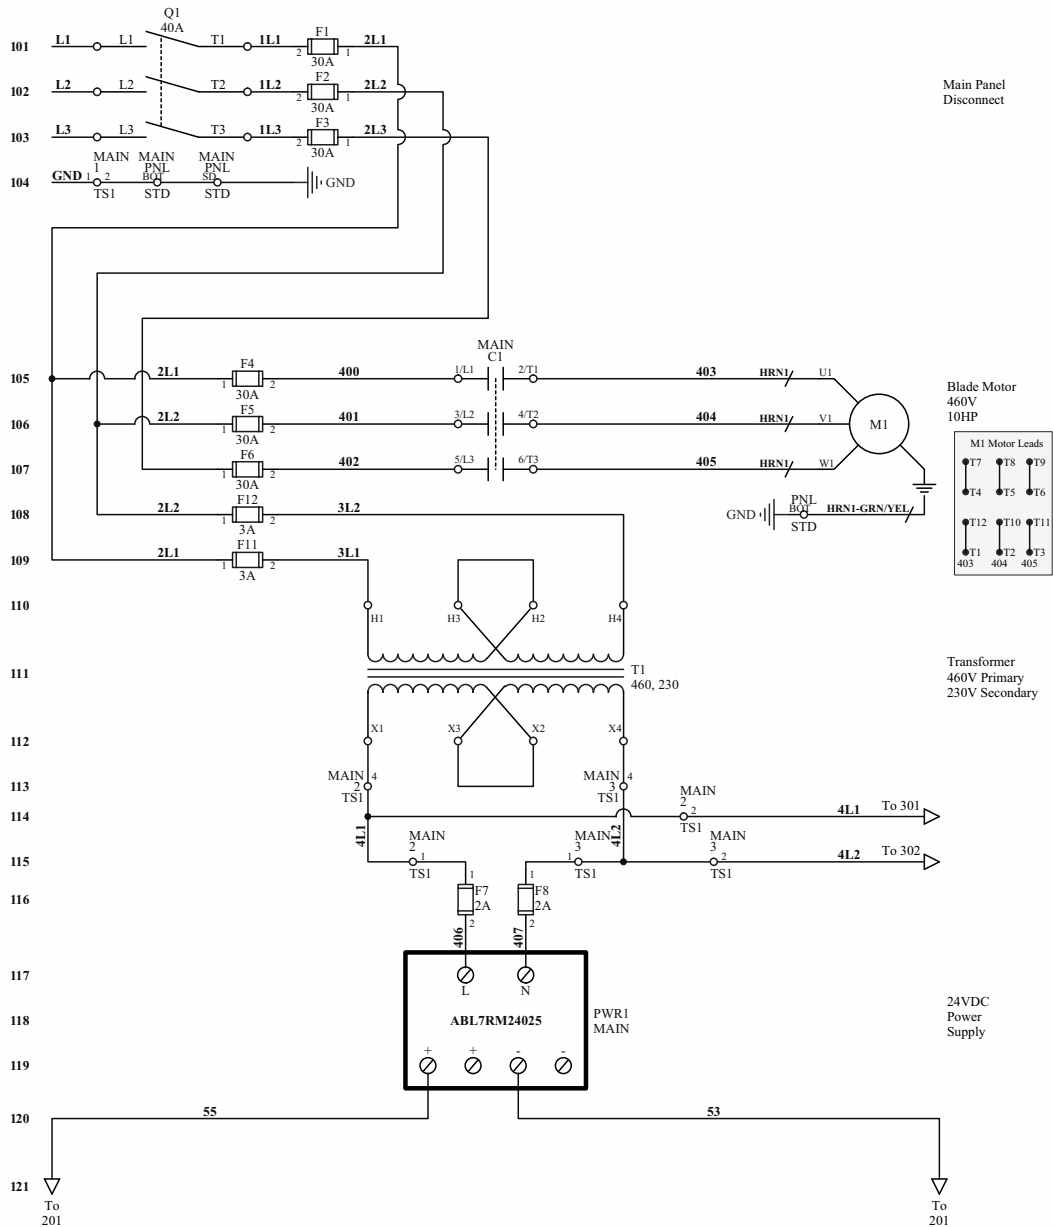 Q1
40A
101 L1 L1 T1 1L1 2 F1 1 2L1
30A
102 L2 L2 T2 1L2 2 F2 1 2L2
30A
Main Panel
Disconnect
103 L3 L3 T3 1L3 2 F3 1 2L3
30A
MAIN MAIN MAIN
1 PNL PNL
104 GND 1 2 BOT SD GND
TS1 STD STD
MAIN
C1
105 2L1 1 F4 2 400 1/L1 2/T1 403 HRN1 U1
30A
106 2L2 1 F5 2 401 3/L2 4/T2 404 HRN1 V1 M1
30A
107 2L2 1 F6 2 402 5/L3 6/T3 405 HRN1 W1
30A
Blade Motor
460V
10HP
M1 Motor Leads
T7 T8 T9
T4 T5 T6
T12 T10 T11
T1 T2 T3
403 404 405
108 2L2 1 F12 2 3L2
3A
GND PNL
BOT
STD
HRN1-GRN/YEL
109 2L1 1 F11 2 3L1
3A
110
H1 H3 H2 H4
111
T1
460, 230
Transformer
460V Primary
230V Secondary
112
X1 X3 X2 X4
113
MAIN 4
2
TS1
MAIN 4
3
TS1
114
MAIN
2 2
TS1
4L1 To 301
4L1
4L2
115
MAIN
2
1
TS1
MAIN
3
1
TS1
MAIN
3
2
TS1
4L2 To 302
116
1
F7
2A
2
1
F8
2A
2
406 407
117
L N
118 ABL7RM24025
PWR1
MAIN
24VDC
Power
Supply
119
+ + - -
120 55 53
121
To
201
To
201